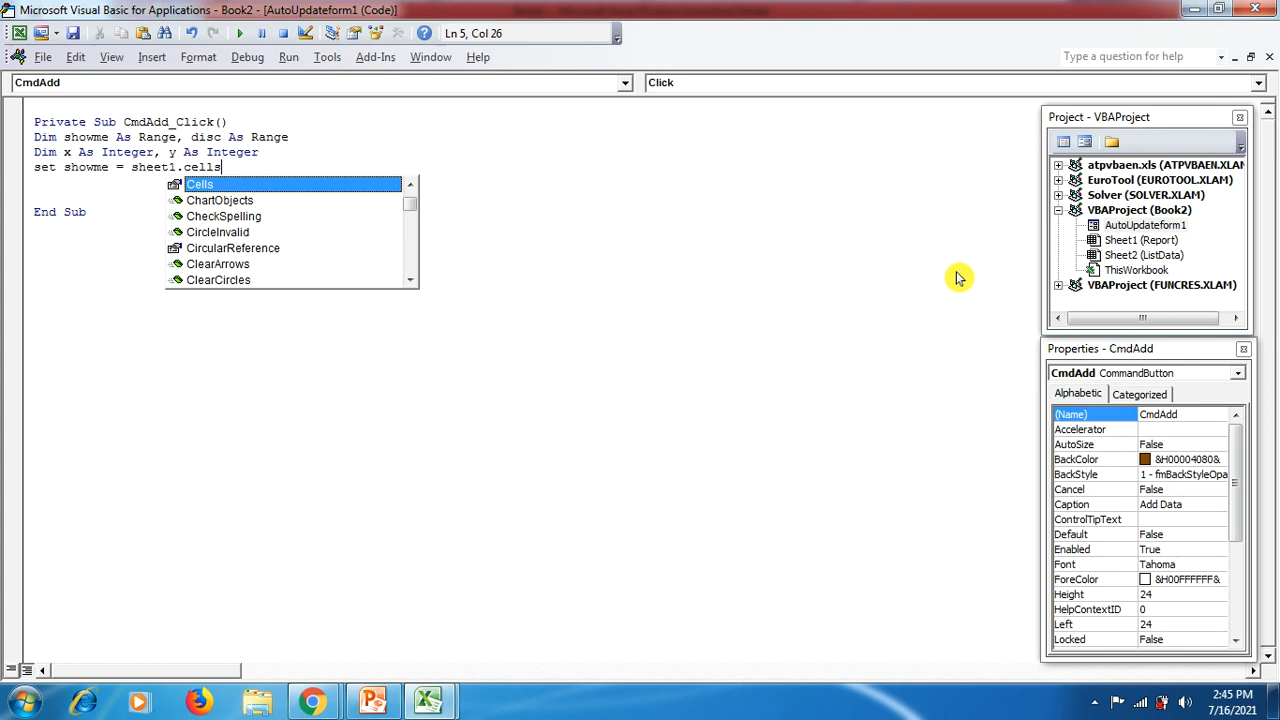 Microsoft Visual Basic for Applications - Book2 - [AutoUpdateform1 (Code)]
Ln 5, Col 26
File Edit View Insert Format Debug Run Tools Add-Ins Window Help
Type a question for help
CmdAdd
Click
Private Sub CmdAdd_Click()
Dim showme As Range, disc As Range
Dim x As Integer, y As Integer
set showme = sheet1.cells
Cells
ChartObjects
CheckSpelling
CircleInvalid
CircularReference
ClearArrows
ClearCircles
End Sub
Project - VBAProject
atpvbaen.xls (ATPVBAEN.XLAM
EuroTool (EUROTOOL.XLAM)
Solver (SOLVER.XLAM)
VBAProject (Book2)
AutoUpdateform1
Sheet1 (Report)
Sheet2 (ListData)
ThisWorkbook
VBAProject (FUNCRES.XLAM)
Properties - CmdAdd
CmdAdd CommandButton
Alphabetic Categorized
(Name) CmdAdd
Accelerator
AutoSize False
BackColor &H00004080&
BackStyle 1 - fmBackStyleOpa
Cancel False
Caption Add Data
ControlTipText
Default False
Enabled True
Font Tahoma
ForeColor &H00FFFFFF&
Height 24
HelpContextID 0
Left 24
Locked False
2:45 PM
7/16/2021